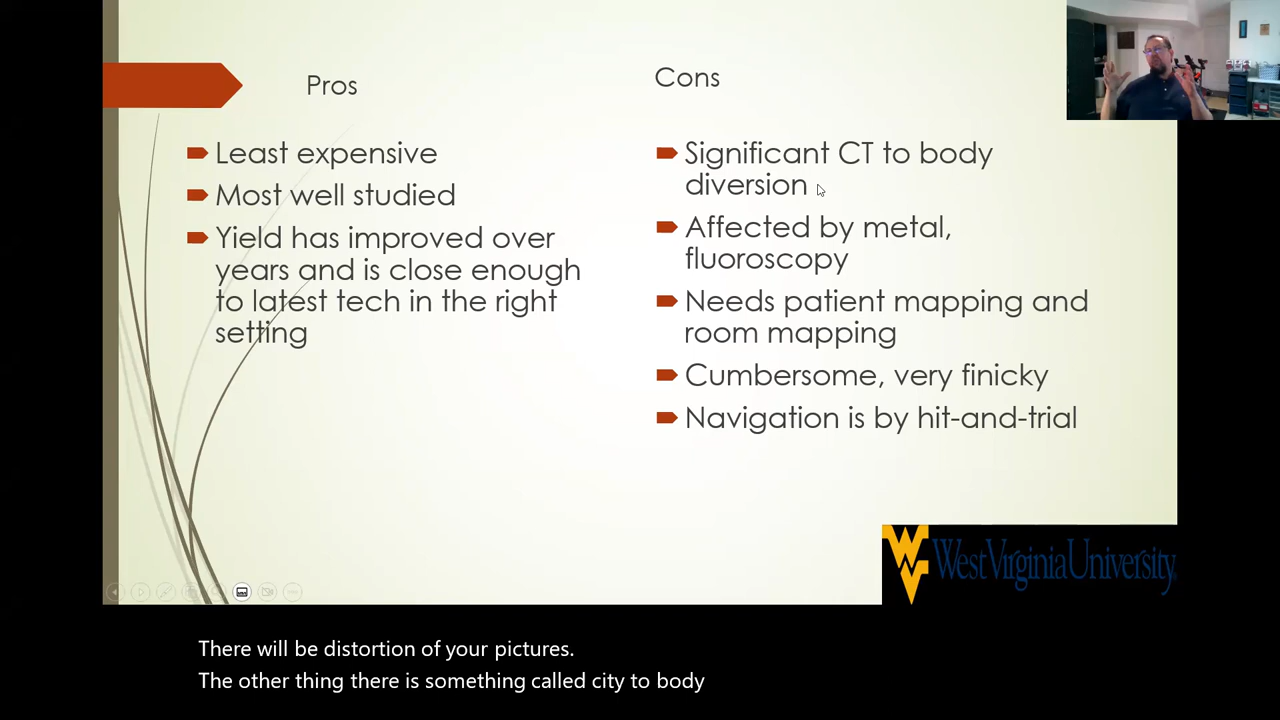 Pros
Least expensive
Most well studied
Yield has improved over
years and is close enough
to latest tech in the right
setting
Cons
Significant CT to body
diversion
Affected by metal,
fluoroscopy
Needs patient mapping and
room mapping
Cumbersome, very finicky
Navigation is by hit-and-trial
WestVirginiaUniversity
There will be distortion of your pictures.
The other thing there is something called city to body